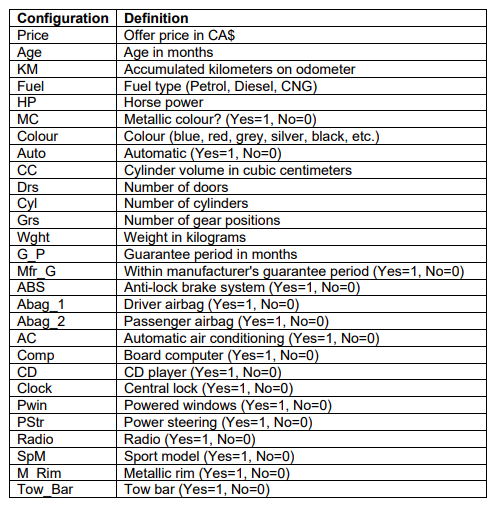 Configuration Definition
Price Offer price in CA$
Age Age in months
KM Accumulated kilometers on odometer
Fuel Fuel type (Petrol, Diesel, CNG)
HP Horse power
MC Metallic colour? (Yes=1, No=0)
Colour Colour (blue, red, grey, silver, black, etc.)
Auto Automatic (Yes=1, No=0)
CC Cylinder volume in cubic centimeters
Drs Number of doors
Cyl Number of cylinders
Grs Number of gear positions
Wght Weight in kilograms
G_P Guarantee period in months
Mfr_G Within manufacturer's guarantee period (Yes=1, No=0)
ABS Anti-lock brake system (Yes=1, No=0)
Abag_1 Driver airbag (Yes=1, No=0)
Abag_2 Passenger airbag (Yes=1, No=0)
AC Automatic air conditioning (Yes=1, No=0)
Comp Board computer (Yes=1, No=0)
CD CD player (Yes=1, No=0)
Clock Central lock (Yes=1, No=0)
Pwin Powered windows (Yes=1, No=0)
PStr Power steering (Yes=1, No=0)
Radio Radio (Yes=1, No=0)
SpM Sport model (Yes=1, No=0)
M_Rim Metallic rim (Yes=1, No=0)
Tow_Bar Tow bar (Yes=1, No=0)